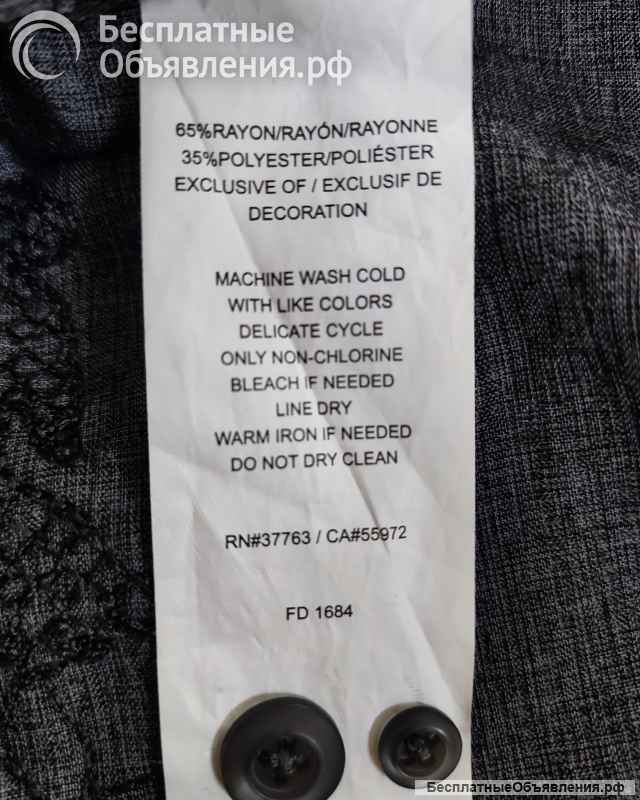 Бесплатные
Объявления.рф
65%RAYON/RAYÓN/RAYONNE
35%POLYESTER/POLIÉSTER
EXCLUSIVE OF / EXCLUSIF DE
DECORATION
MACHINE WASH COLD
WITH LIKE COLORS
DELICATE CYCLE
ONLY NON-CHLORINE
BLEACH IF NEEDED
LINE DRY
WARM IRON IF NEEDED
DO NOT DRY CLEAN
RN#37763 / CA#55972
FD 1684
БесплатныеОбъявления.рф